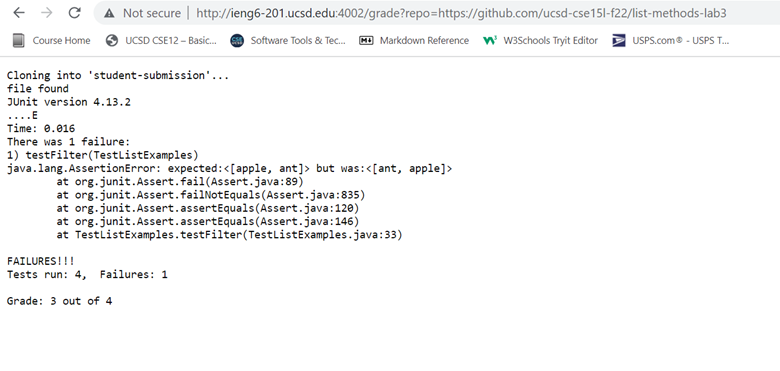 Not secure | http://ieng6-201.ucsd.edu:4002/grade?repo=https://github.com/ucsd-cse15l-f22/list-methods-lab3
Course Home UCSD CSE12 – Basic... CSE NERD Software Tools & Tec... Markdown Reference W3Schools Tryit Editor USPS.com® - USPS T...
Cloning into 'student-submission'...
file found
JUnit version 4.13.2
....E
Time: 0.016
There was 1 failure:
1) testFilter(TestListExamples)
java.lang.AssertionError: expected:<[apple, ant]> but was:<[ant, apple]>
at org.junit.Assert.fail(Assert.java:89)
at org.junit.Assert.failNotEquals(Assert.java:835)
at org.junit.Assert.assertEquals(Assert.java:120)
at org.junit.Assert.assertEquals(Assert.java:146)
at TestListExamples.testFilter(TestListExamples.java:33)
FAILURES!!!
Tests run: 4,  Failures: 1
Grade: 3 out of 4